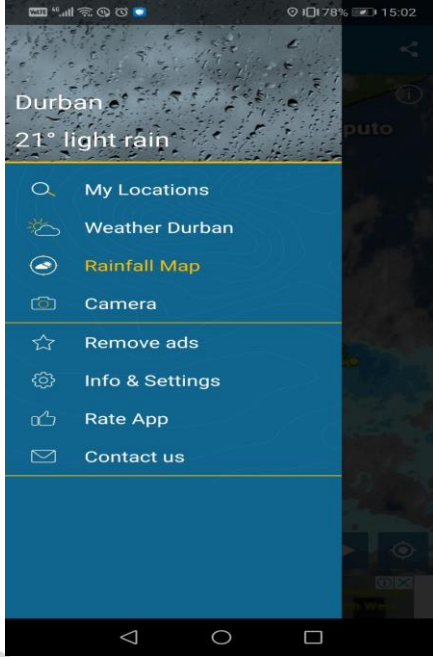 78% 15:02
Durban
21° light rain
puto
My Locations
Weather Durban
Rainfall Map
Camera
Remove ads
Info & Settings
Rate App
Contact us